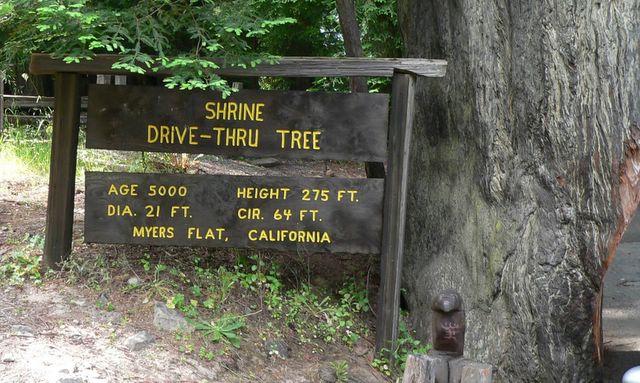 SHRINE
DRIVE-THRU TREE
AGE 5000 HEIGHT 275 FT.
DIA. 21 FT. CIR. 64 FT.
MYERS FLAT, CALIFORNIA